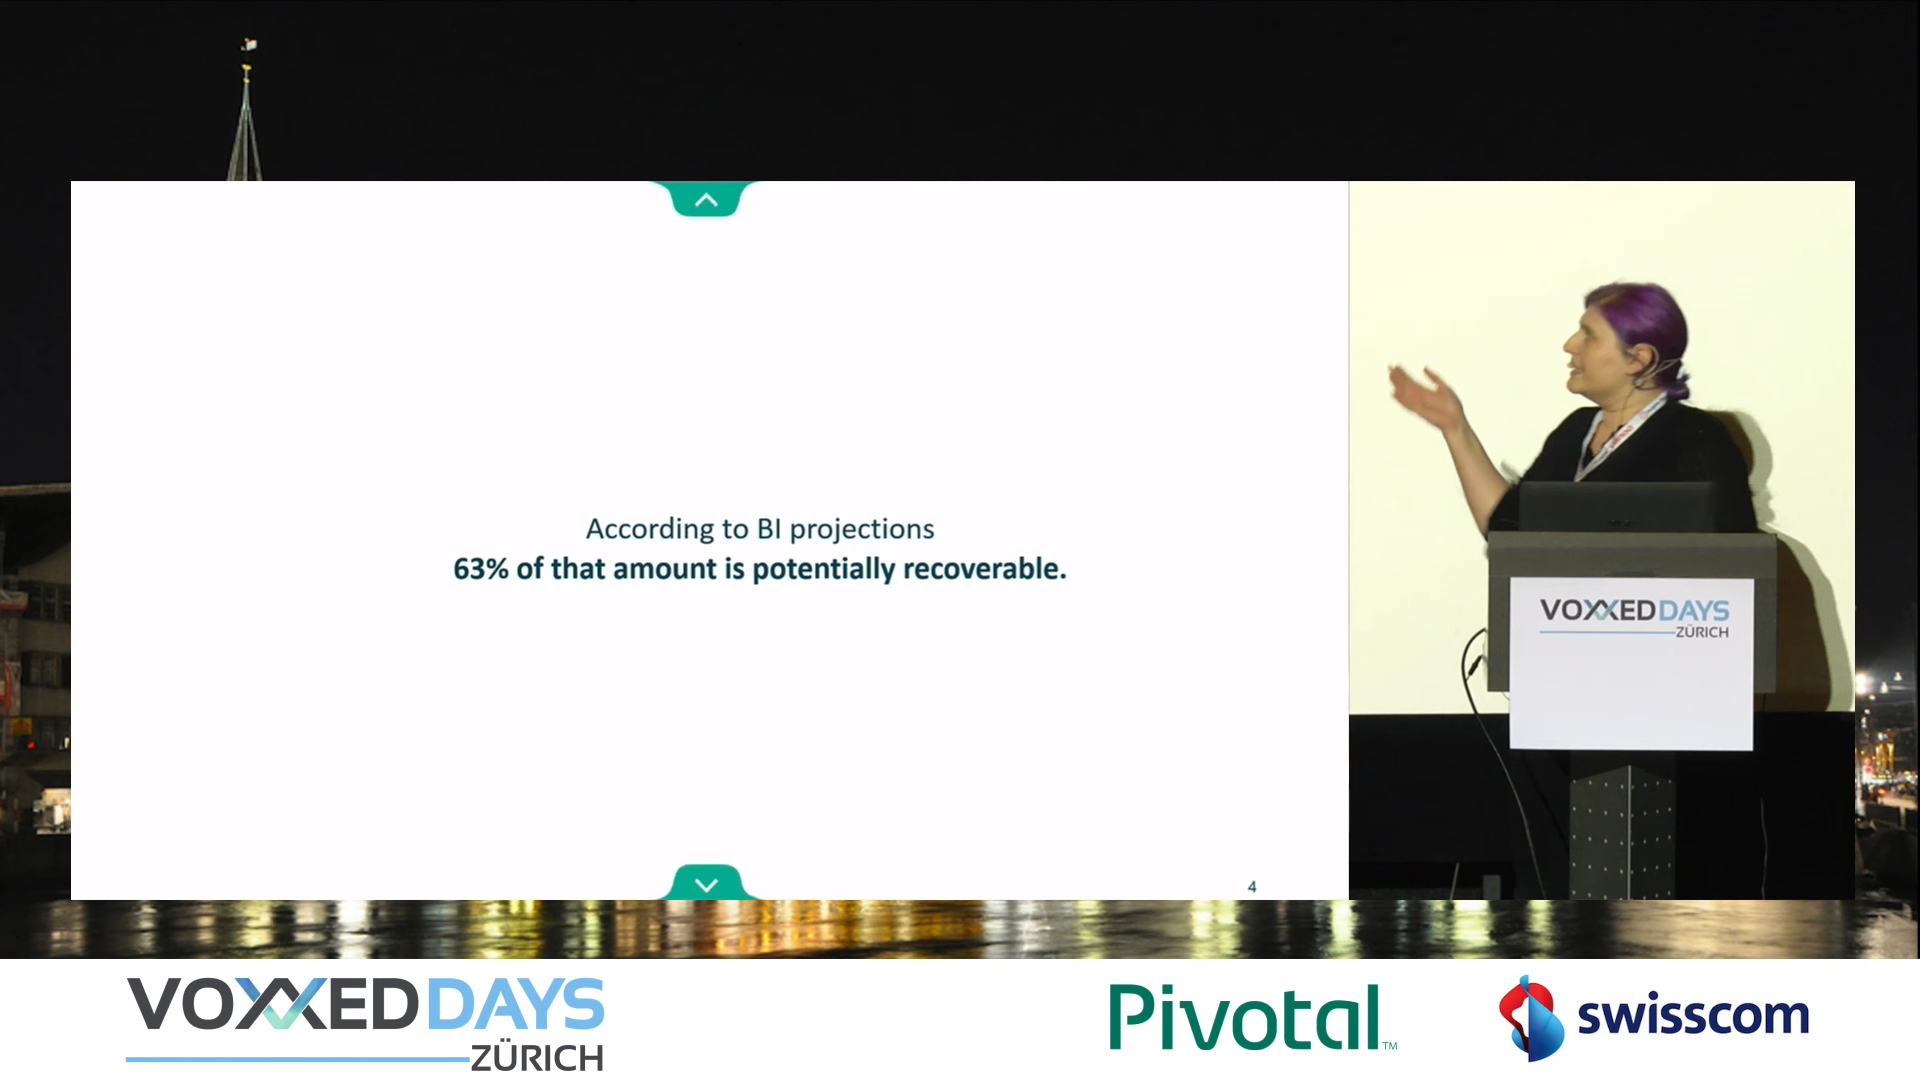 According to BI projections
63% of that amount is potentially recoverable.
4
VOXXED DAYS
ZÜRICH
VOXXED DAYS
ZÜRICH
Pivotal™
swisscom